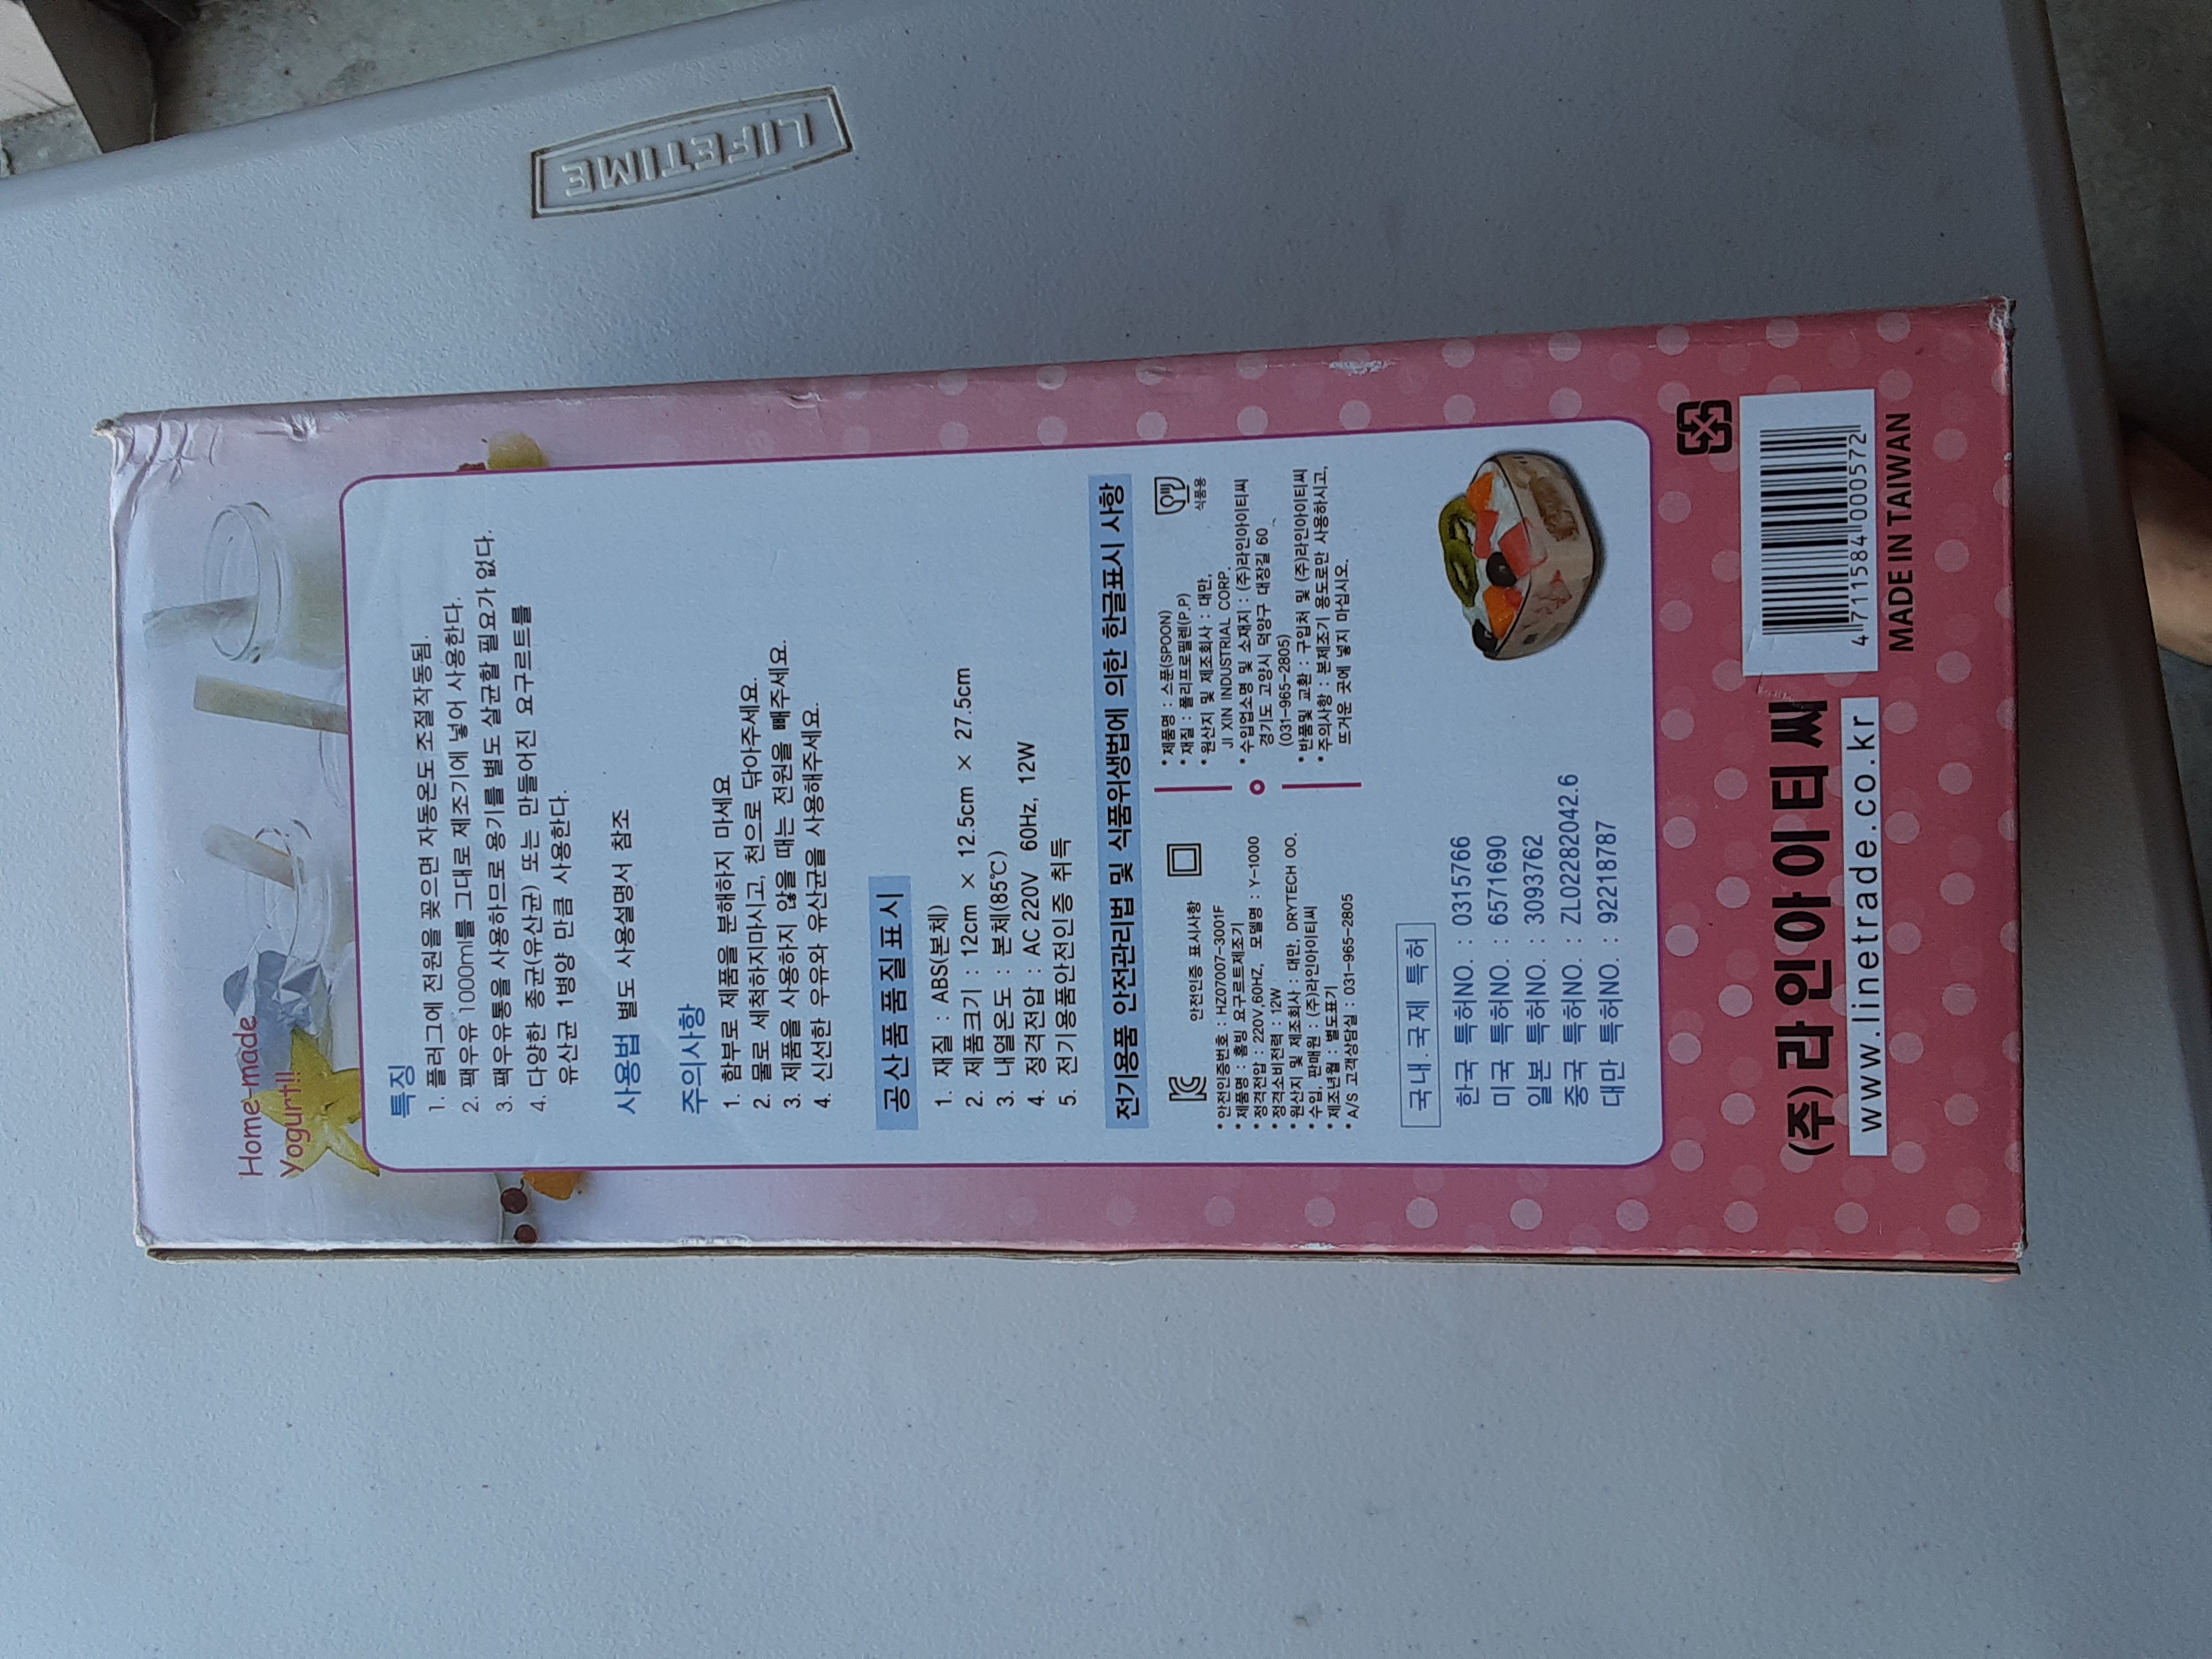 LIFETIME
Home-made
Yogurt!!
특징
1. 플러그에 전원을 꽂으면 자동온도 조절작동됨.
2. 팩우유 1000ml를 그대로 제조기에 넣어 사용한다.
3. 팩우유통을 사용하므로 용기를 별도 살균할 필요가 없다.
4. 다양한 종균(유산균) 또는 만들어진 요구르트를
유산균 1병양 만큼 사용한다.
사용법 별도 사용설명서 참조
주의사항
1. 함부로 제품을 분해하지 마세요
2. 물로 세척하지마시고, 천으로 닦아주세요.
3. 제품을 사용하지 않을 때는 전원을 빼주세요.
4. 신선한 우유와 유산균을 사용해주세요.
공산품품질표시
1. 재질 : ABS(본체)
2. 제품크기 : 12cm × 12.5cm × 27.5cm
3. 내열온도 : 본체(85℃)
4. 정격전압 : AC 220V 60Hz, 12W
5. 전기용품안전인증 취득
전기용품 안전관리법 및 식품위생법에 의한 한글표시 사항
안전인증 표시사항
* 안전인증번호 : HZ07007-3001F
* 제품명 : 홈빙 요구르트제조기
* 정격전압 : 220V,60HZ, 모델명 : Y-1000
* 정격소비전력 : 12W
* 원산지 및 제조회사 : 대만, DRYTECH OO.
* 수입, 판매원 : (주)라인아이티씨
* 제조년월 : 별도표기
* A/S 고객상담실 : 031-965-2805
* 제품명 : 스푼(SPOON)
* 재질 : 폴리프로필렌(P.P)
* 원산지 및 제조회사 : 대만,
JI XIN INDUSTRIAL CORP.
* 수입업소명 및 소재지 : (주)라인아이티씨
경기도 고양시 덕양구 대장길 60
(031-965-2805)
* 반품및 교환 : 구입처 및 (주)라인아이티씨
* 주의사항 : 본제조기 용도로만 사용하시고,
뜨거운 곳에 넣지 마십시오.
식품용
국내.국제 특허
한국 특허NO. : 0315766
미국 특허NO. : 6571690
일본 특허NO. : 3093762
중국 특허NO. : ZL02282042.6
대만 특허NO. : 92218787
(주)라인아이티씨
www.linetrade.co.kr
4 711584 000572
MADE IN TAIWAN